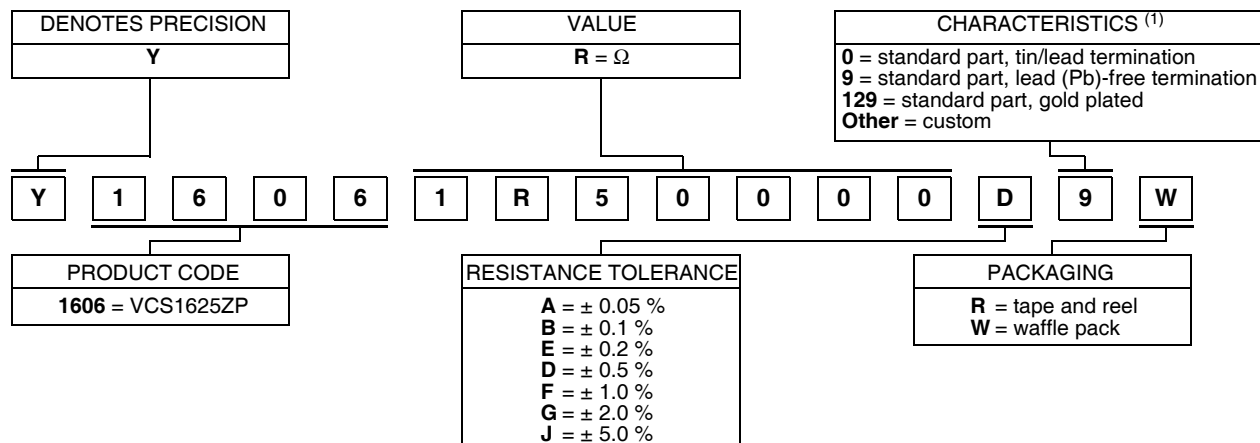 DENOTES PRECISION
Y
VALUE
R = Ω
CHARACTERISTICS (1)
0 = standard part, tin/lead termination
9 = standard part, lead (Pb)-free termination
129 = standard part, gold plated
Other = custom
Y 1 6 0 6 1 R 5 0 0 0 0 D 9 W
PRODUCT CODE
1606 = VCS1625ZP
RESISTANCE TOLERANCE
A = ± 0.05 %
B = ± 0.1 %
E = ± 0.2 %
D = ± 0.5 %
F = ± 1.0 %
G = ± 2.0 %
J = ± 5.0 %
PACKAGING
R = tape and reel
W = waffle pack